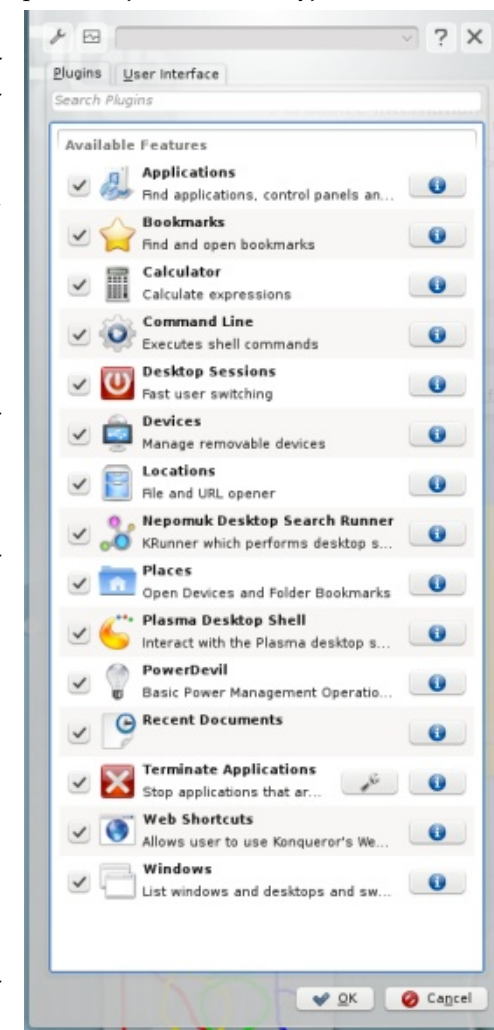 Plugins User Interface
Search Plugins
Available Features
Applications
Find applications, control panels an...
Bookmarks
Find and open bookmarks
Calculator
Calculate expressions
Command Line
Executes shell commands
Desktop Sessions
Fast user switching
Devices
Manage removable devices
Locations
File and URL opener
Nepomuk Desktop Search Runner
KRunner which performs desktop s...
Places
Open Devices and Folder Bookmarks
Plasma Desktop Shell
Interact with the Plasma desktop s...
PowerDevil
Basic Power Management Operatio...
Recent Documents
Terminate Applications
Stop applications that ar...
Web Shortcuts
Allows user to use Konqueror's We...
Windows
List windows and desktops and sw...
OK Cancel